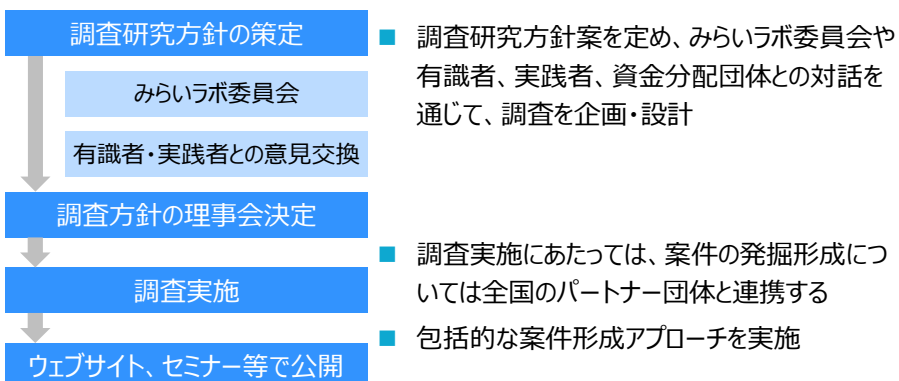 調査研究方針の策定
みらいラボ委員会
有識者・実践者との意見交換
調査方針の理事会決定
調査実施
ウェブサイト、セミナー等で公開
■ 調査研究方針案を定め、みらいラボ委員会や
有識者、実践者、資金分配団体との対話を
通じて、調査を企画・設計
■ 調査実施にあたっては、案件の発掘形成につ
いては全国のパートナー団体と連携する
■ 包括的な案件形成アプローチを実施